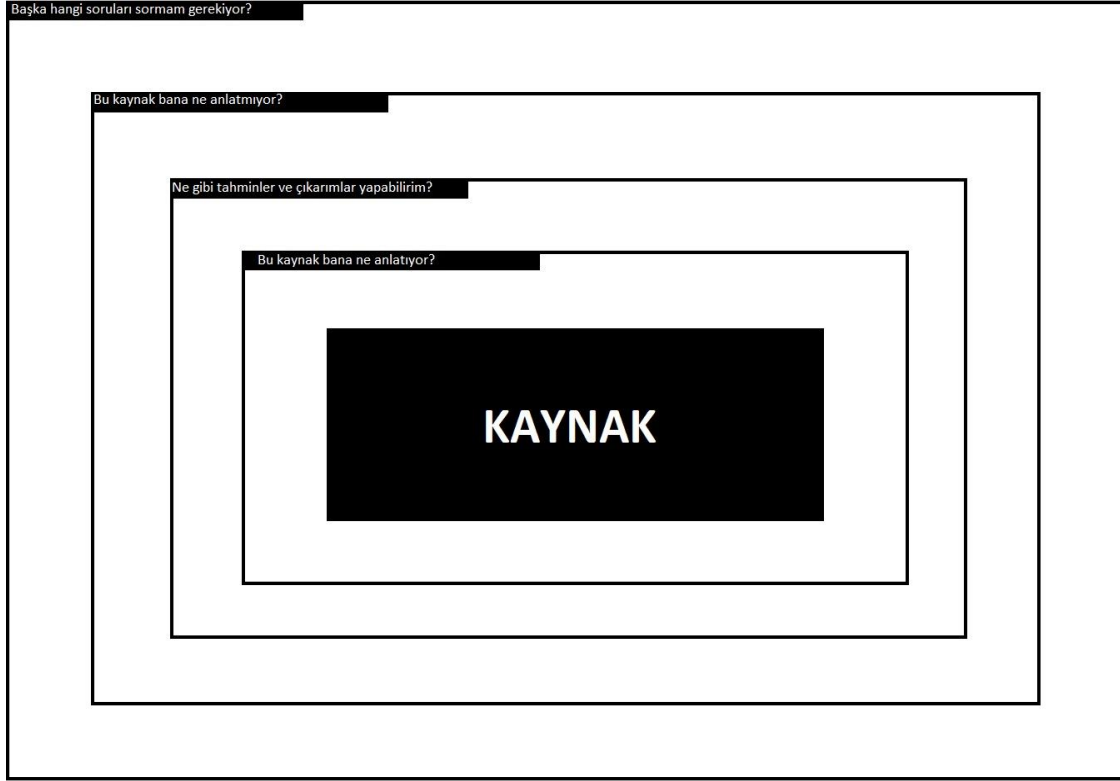 Başka hangi soruları sormam gerekiyor?
Bu kaynak bana ne anlatmıyor?
Ne gibi tahminler ve çıkarımlar yapabilirim?
Bu kaynak bana ne anlatıyor?
KAYNAK